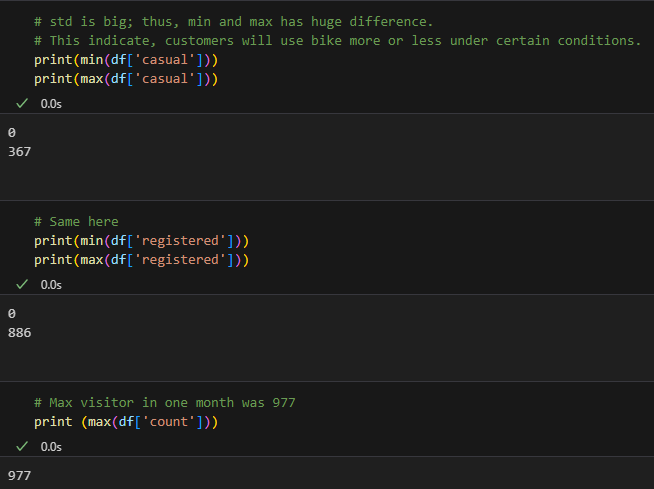 # std is big; thus, min and max has huge difference.
# This indicate, customers will use bike more or less under certain conditions.
print(min(df['casual']))
print(max(df['casual']))
✓ 0.0s
0
367
# Same here
print(min(df['registered']))
print(max(df['registered']))
✓ 0.0s
0
886
# Max visitor in one month was 977
print (max(df['count']))
✓ 0.0s
977